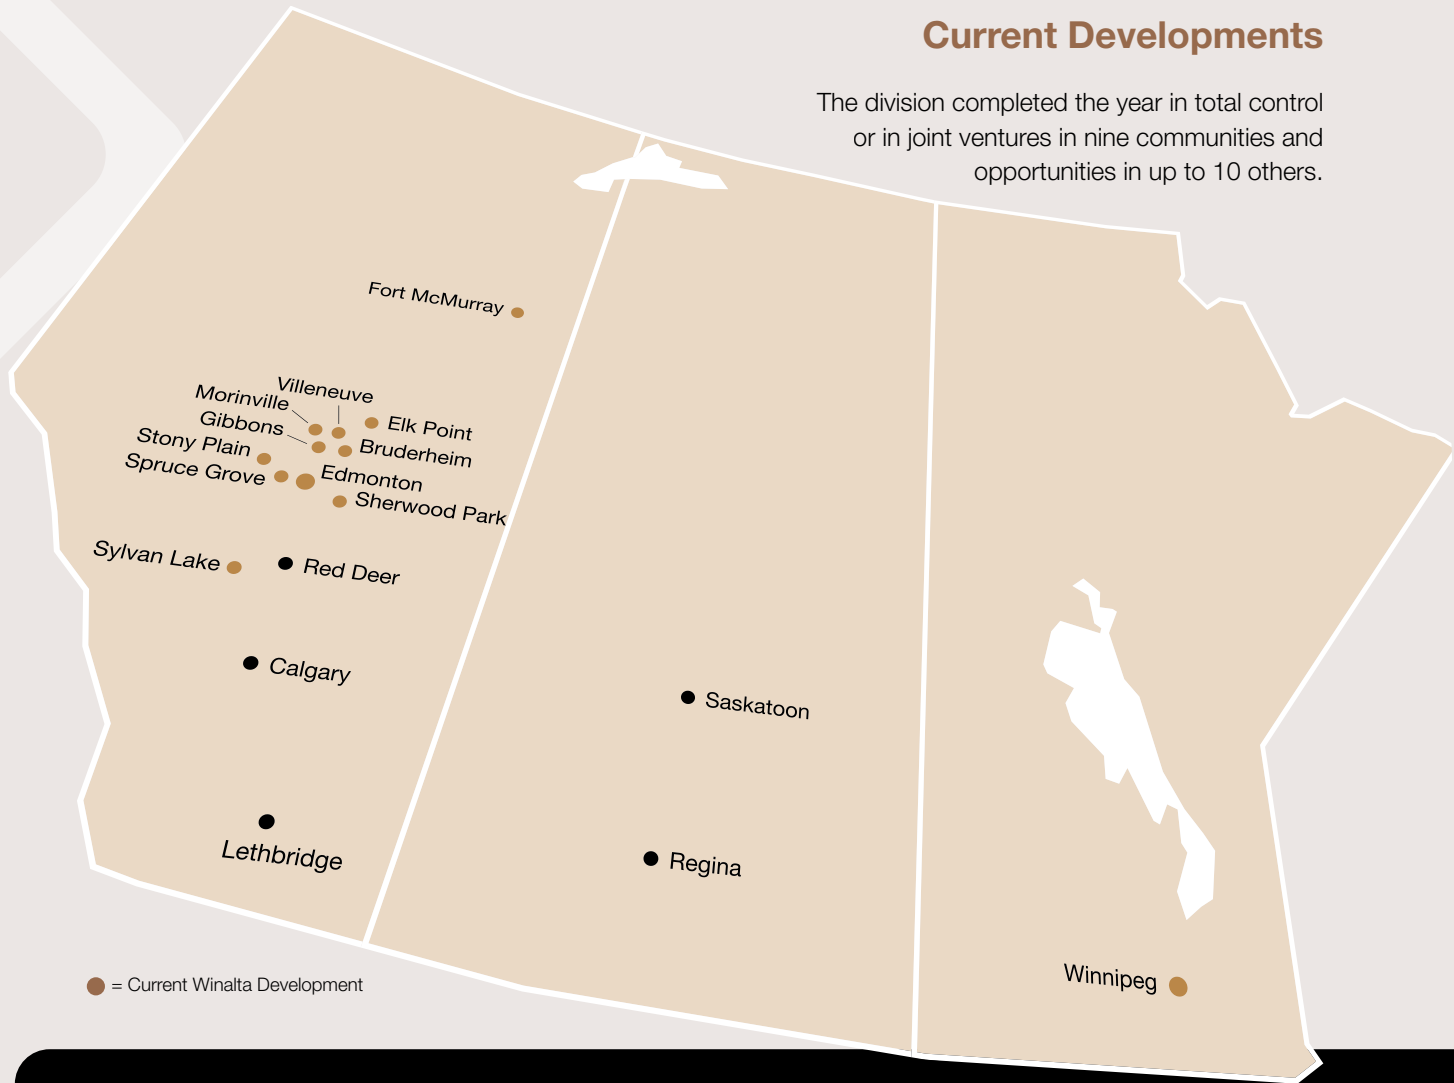 Current Developments
The division completed the year in total control
or in joint ventures in nine communities and
opportunities in up to 10 others.
Fort McMurray
Villeneuve
Morinville
Gibbons
Elk Point
Stony Plain
Bruderheim
Spruce Grove
Edmonton
Sherwood Park
Sylvan Lake
Red Deer
Calgary
Saskatoon
Lethbridge
Regina
Winnipeg
= Current Winalta Development